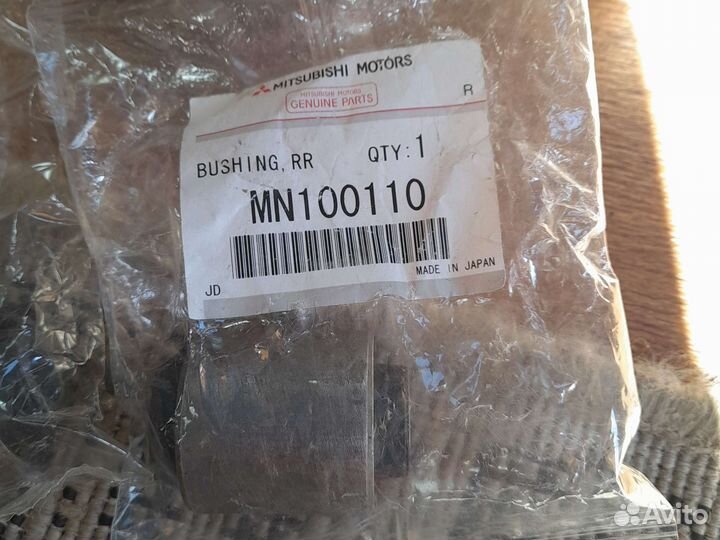 MITSUBISHI MOTORS
MITSUBISHI MOTORS
GENUINE PARTS
R
BUSHING, RR QTY:1
MN100110
JD
MADE IN JAPAN
Avito